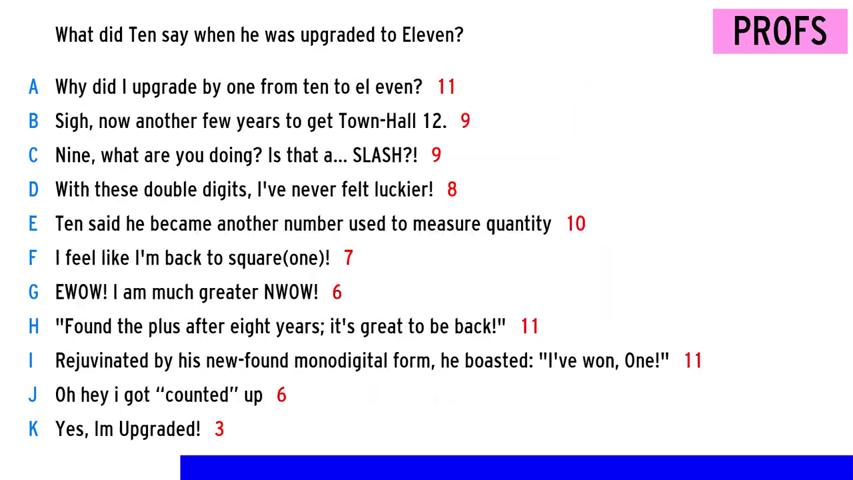 What did Ten say when he was upgraded to Eleven?
PROFS
A Why did I upgrade by one from ten to el even? 11
B Sigh, now another few years to get Town-Hall 12. 9
C Nine, what are you doing? Is that a... SLASH?! 9
D With these double digits, I've never felt luckier! 8
E Ten said he became another number used to measure quantity 10
F I feel like I'm back to square(one)! 7
G EWOW! I am much greater NWOW! 6
H "Found the plus after eight years; it's great to be back!" 11
I Rejuvinated by his new-found monodigital form, he boasted: "I've won, One!" 11
J Oh hey i got “counted” up 6
K Yes, Im Upgraded! 3